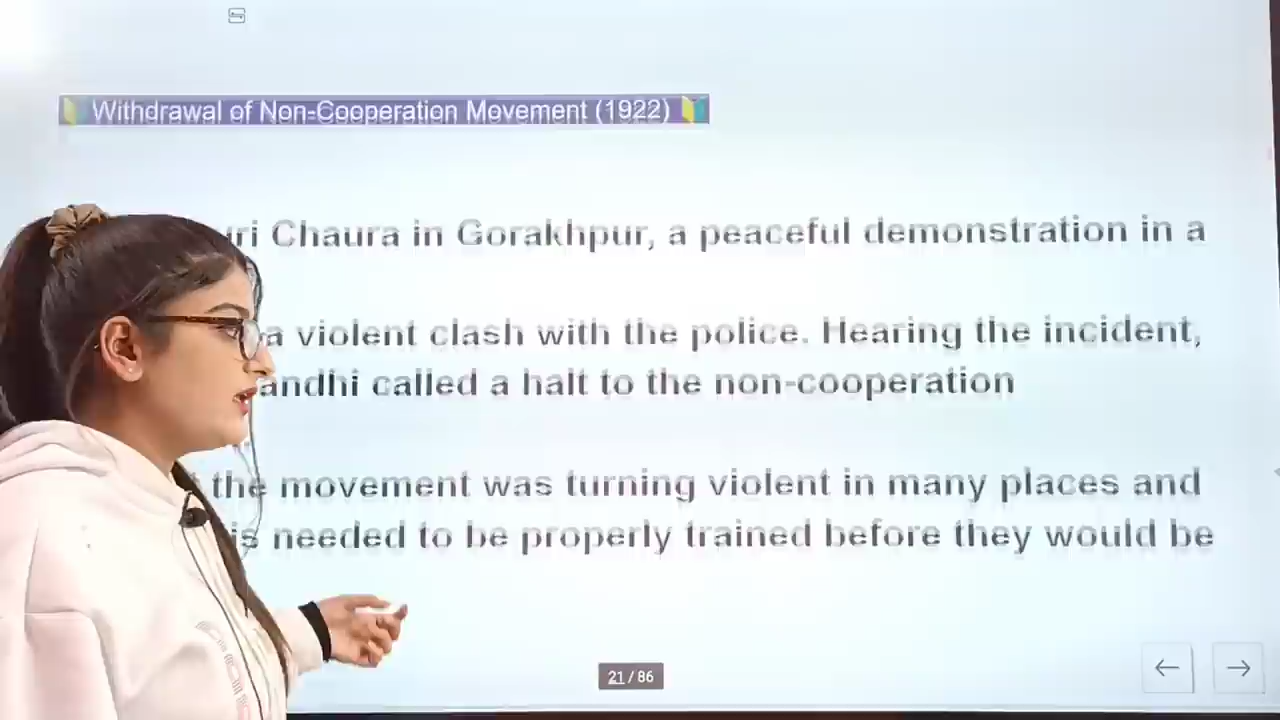 Withdrawal of Non-Cooperation Movement (1922)
Chaura in Gorakhpur, a peaceful demonstration in a
a violent clash with the police. Hearing the incident,
called a halt to the non-cooperation
the movement was turning violent in many places and
needed to be properly trained before they would be
21 / 86